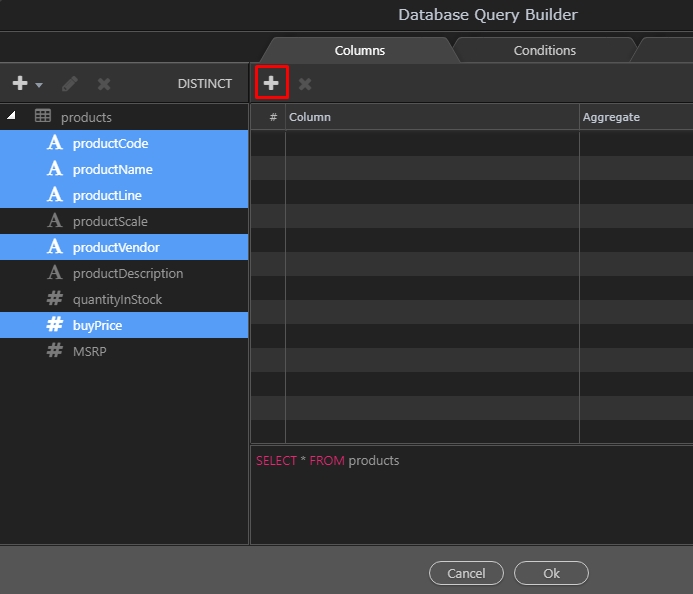 Database Query Builder
Columns
Conditions
DISTINCT
products
A productCode
A productName
A productLine
A productScale
A productVendor
A productDescription
# quantityInStock
# buyPrice
# MSRP
# Column Aggregate
SELECT * FROM products
Cancel
Ok